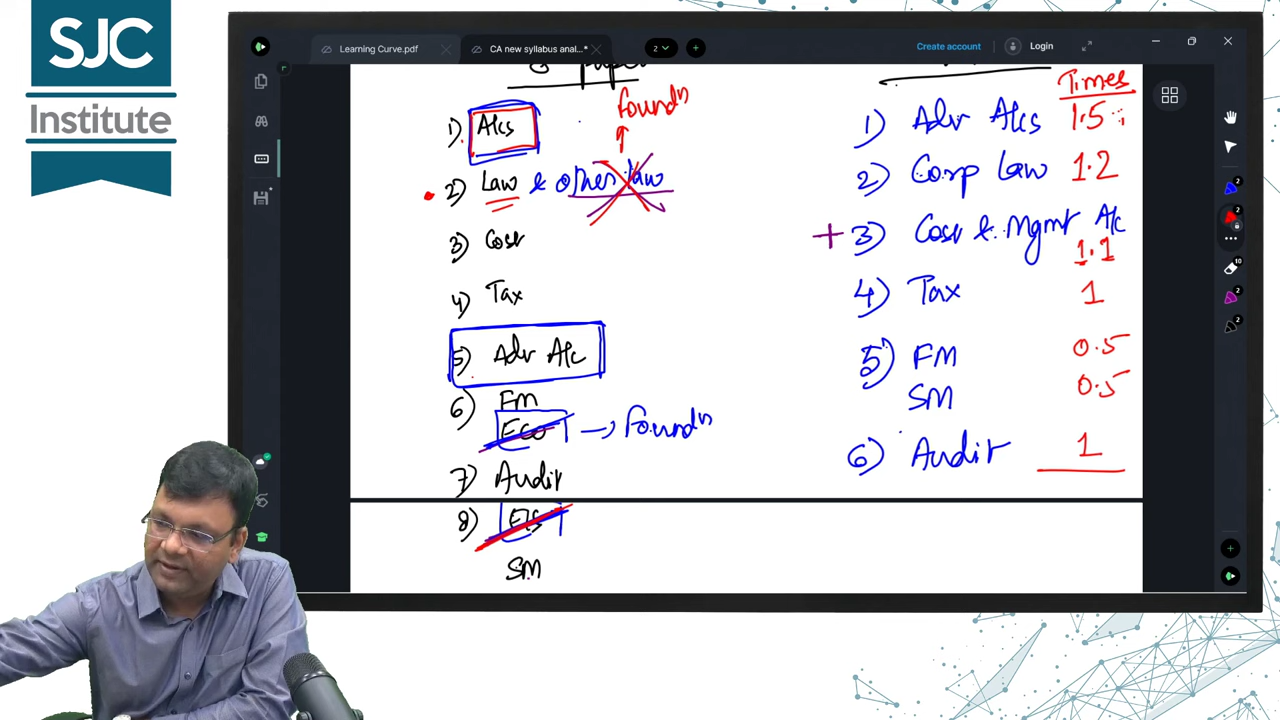 SJC
Institute
Learning Curve.pdf
CA new syllabus anal...*
2
Create account
Login
foundn
1) A/cs
2) Law & other law
3) Cost
4) Tax
5) Adv A/c
6) FM
Eco → foundn
7) Audit
8) EIS
SM
Times
1) Adv A/cs 1.5
2) Corp Law 1.2
+ 3) Cost & Mgmt A/c
1.1
4) Tax 1
5) FM 0.5
SM 0.5
6) Audit 1